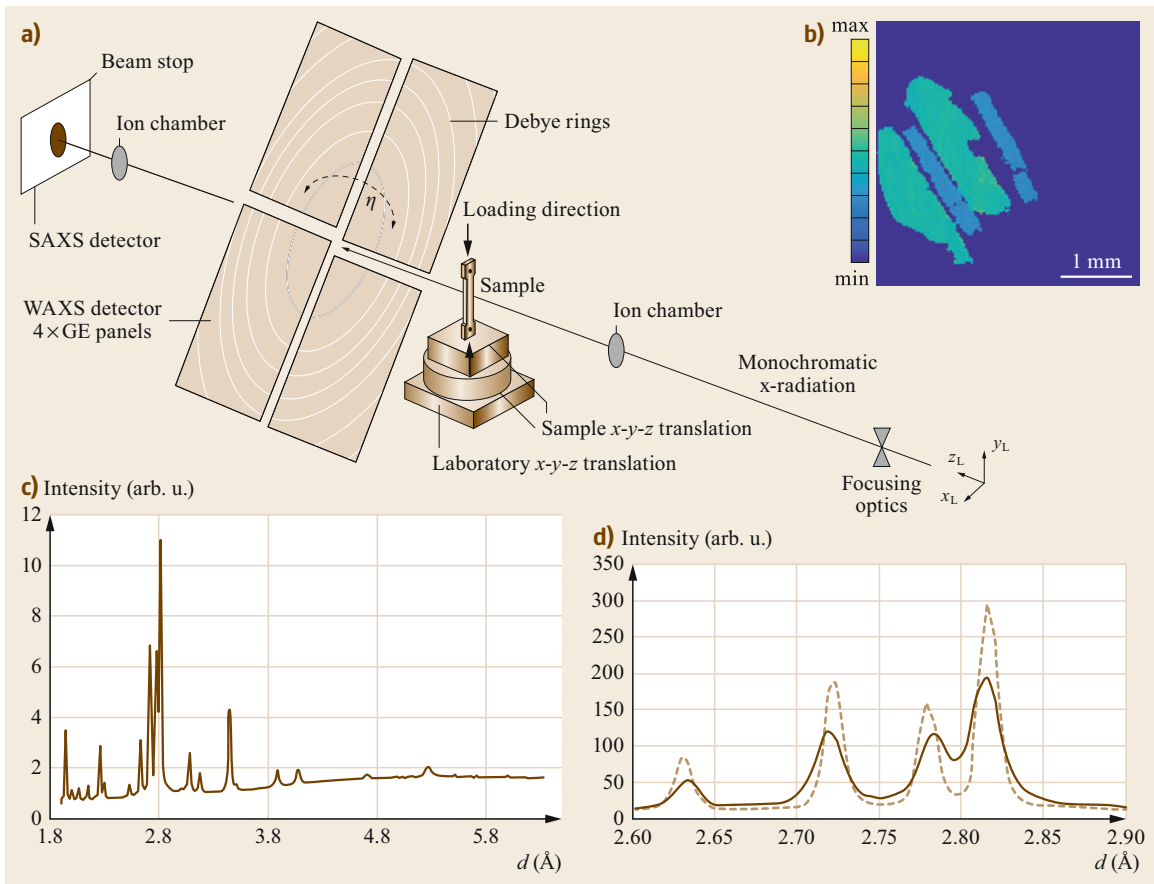 a)
Beam stop
Ion chamber
Debye rings
η
Loading direction
SAXS detector
Sample
WAXS detector
4×GE panels
Ion chamber
Monochromatic
x-radiation
Sample x-y-z translation
Laboratory x-y-z translation
Focusing
optics
yL
zL
xL
b)
max
min
1 mm
c) Intensity (arb. u.)
12
10
8
6
4
2
0
1.8 2.8 3.8 4.8 5.8
d (Å)
d) Intensity (arb. u.)
350
300
250
200
150
100
50
0
2.60 2.65 2.70 2.75 2.80 2.85 2.90
d (Å)